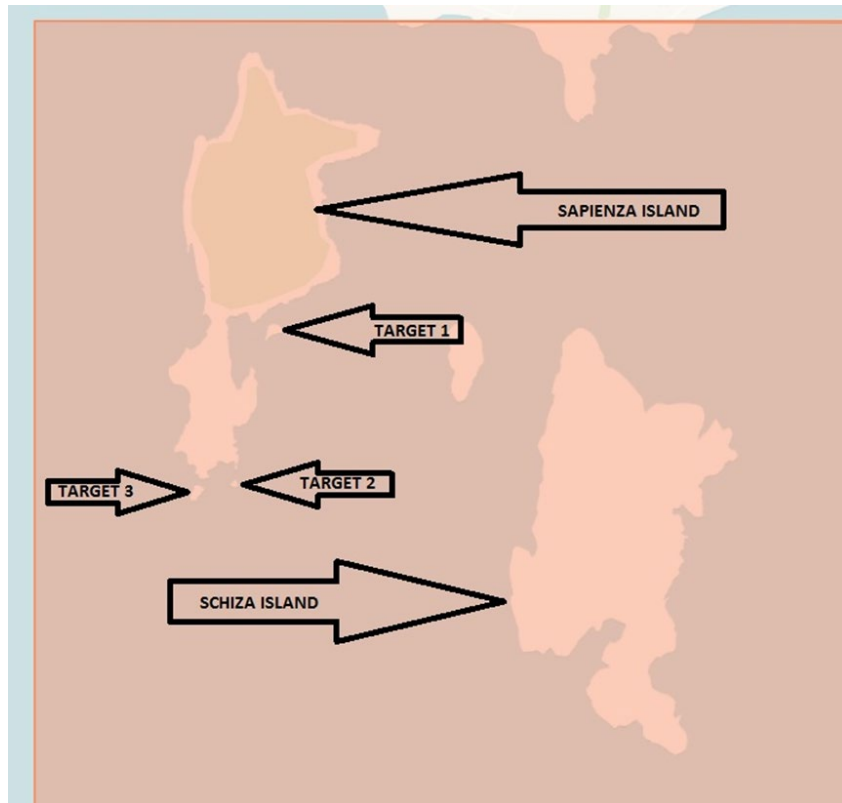 SAPIENZA ISLAND
TARGET 1
TARGET 2
TARGET 3
SCHIZA ISLAND